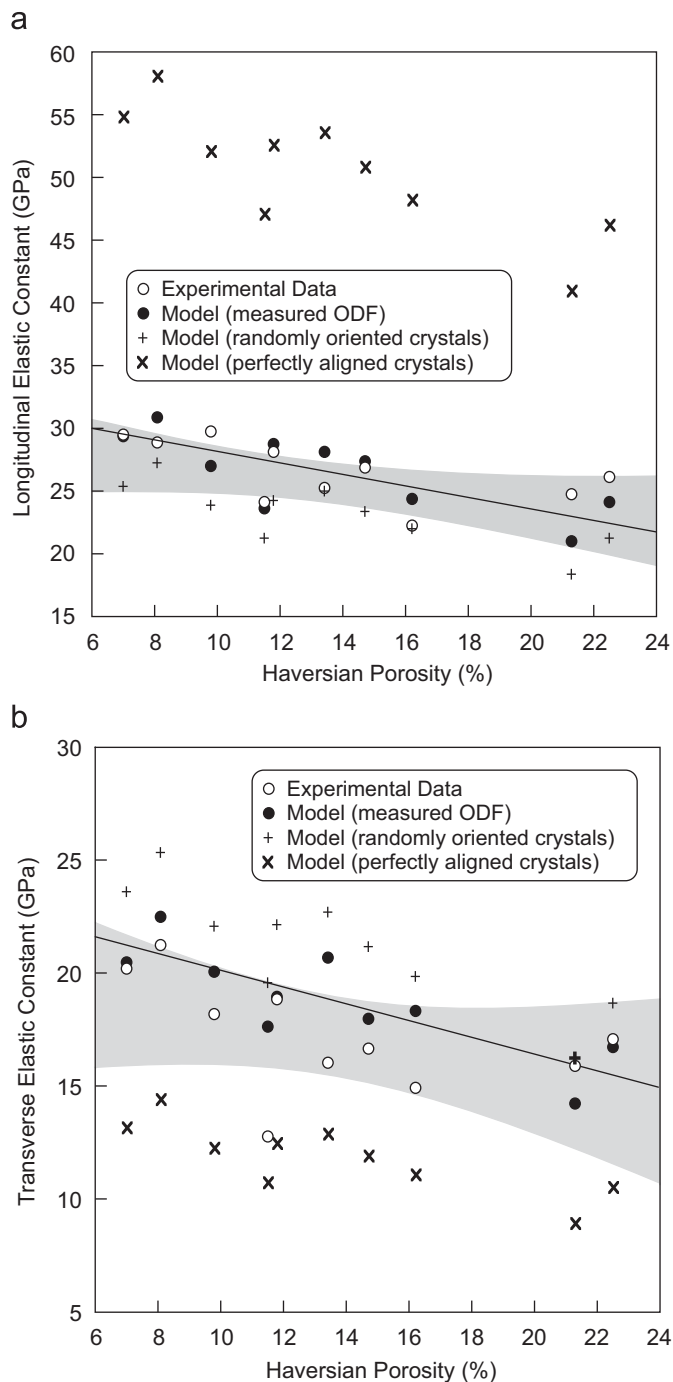 a
60
55
50
45
40
35
30
25
20
15
Longitudinal Elastic Constant (GPa)
Experimental Data
Model (measured ODF)
Model (randomly oriented crystals)
Model (perfectly aligned crystals)
6 8 10 12 14 16 18 20 22 24
Haversian Porosity (%)
b
30
25
20
15
10
5
Transverse Elastic Constant (GPa)
Experimental Data
Model (measured ODF)
Model (randomly oriented crystals)
Model (perfectly aligned crystals)
6 8 10 12 14 16 18 20 22 24
Haversian Porosity (%)